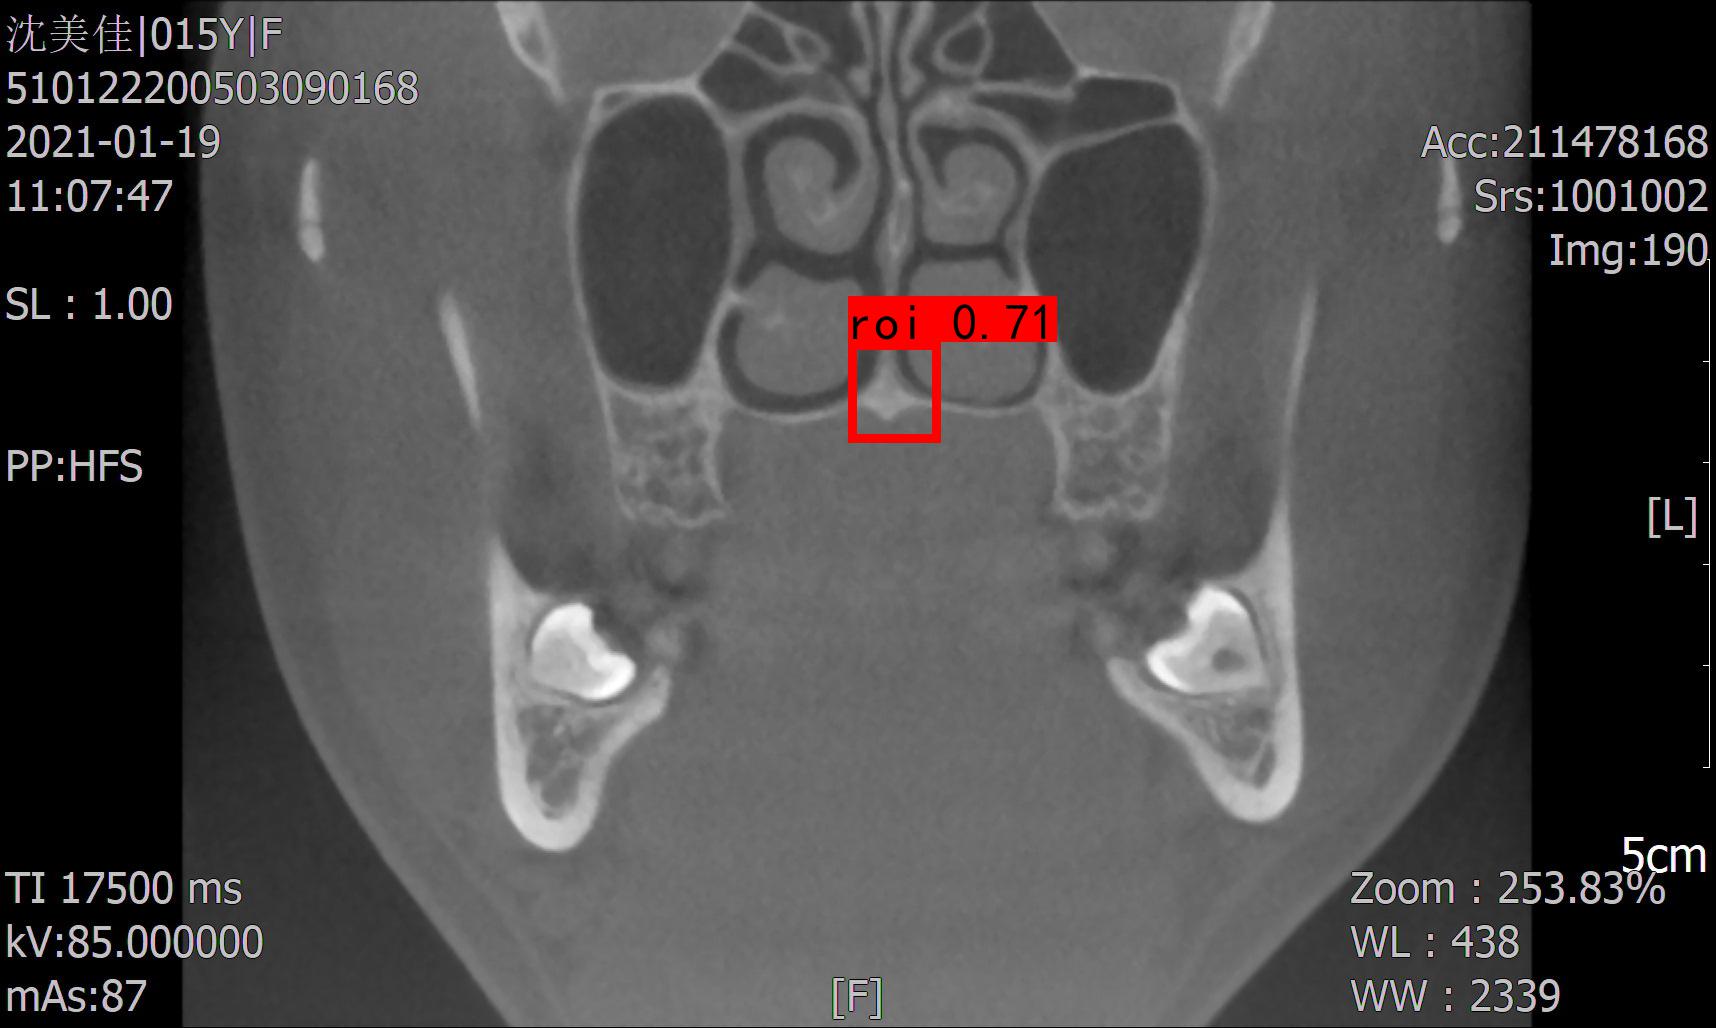 沈美佳|015Y|F
510122200503090168
2021-01-19
11:07:47
SL : 1.00
PP:HFS
TI 17500 ms
kV:85.000000
mAs:87
roi 0.71
[F]
Acc:211478168
Srs:1001002
Img:190
[L]
5cm
Zoom : 253.83%
WL : 438
WW : 2339